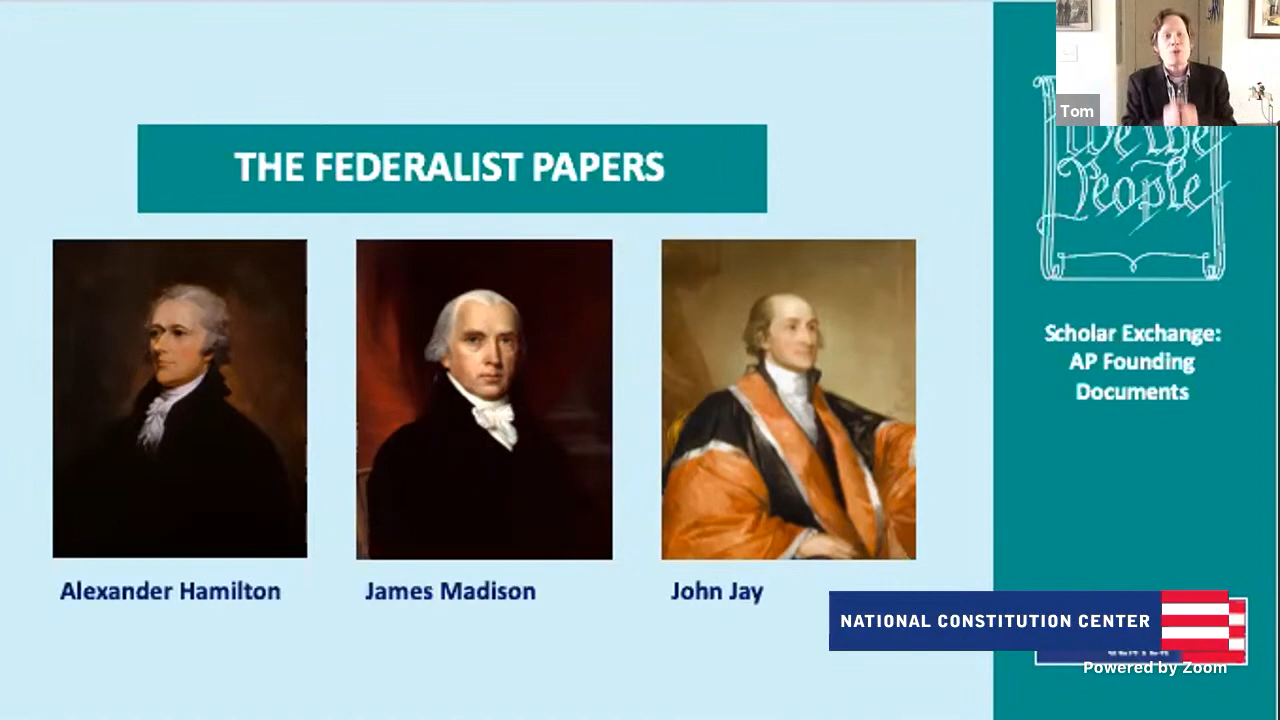 Tom
THE FEDERALIST PAPERS
We the
People
Scholar Exchange:
AP Founding
Documents
Alexander Hamilton
James Madison
John Jay
NATIONAL CONSTITUTION CENTER
CENTER
Powered by Zoom